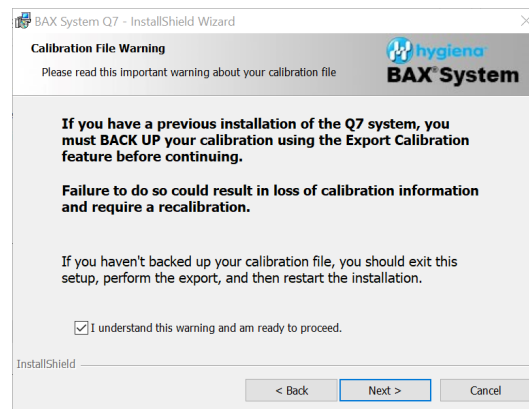 BAX System Q7 - InstallShield Wizard
Calibration File Warning
Please read this important warning about your calibration file
hygiena
BAX® System
If you have a previous installation of the Q7 system, you
must BACK UP your calibration using the Export Calibration
feature before continuing.
Failure to do so could result in loss of calibration information
and require a recalibration.
If you haven't backed up your calibration file, you should exit this
setup, perform the export, and then restart the installation.
I understand this warning and am ready to proceed.
InstallShield
< Back
Next >
Cancel